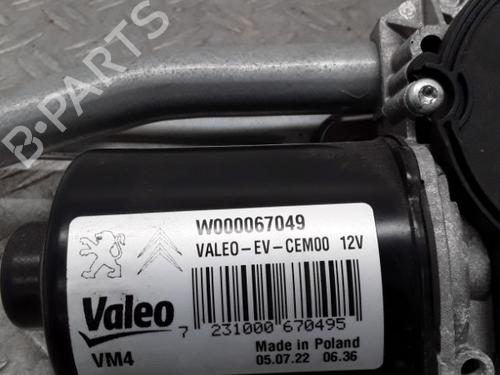 B-PARTS
W000067049
VALEO-EV-CEM00 12V
Valeo
7 231000 670495
VM4
Made in Poland
05.07.22 06.36